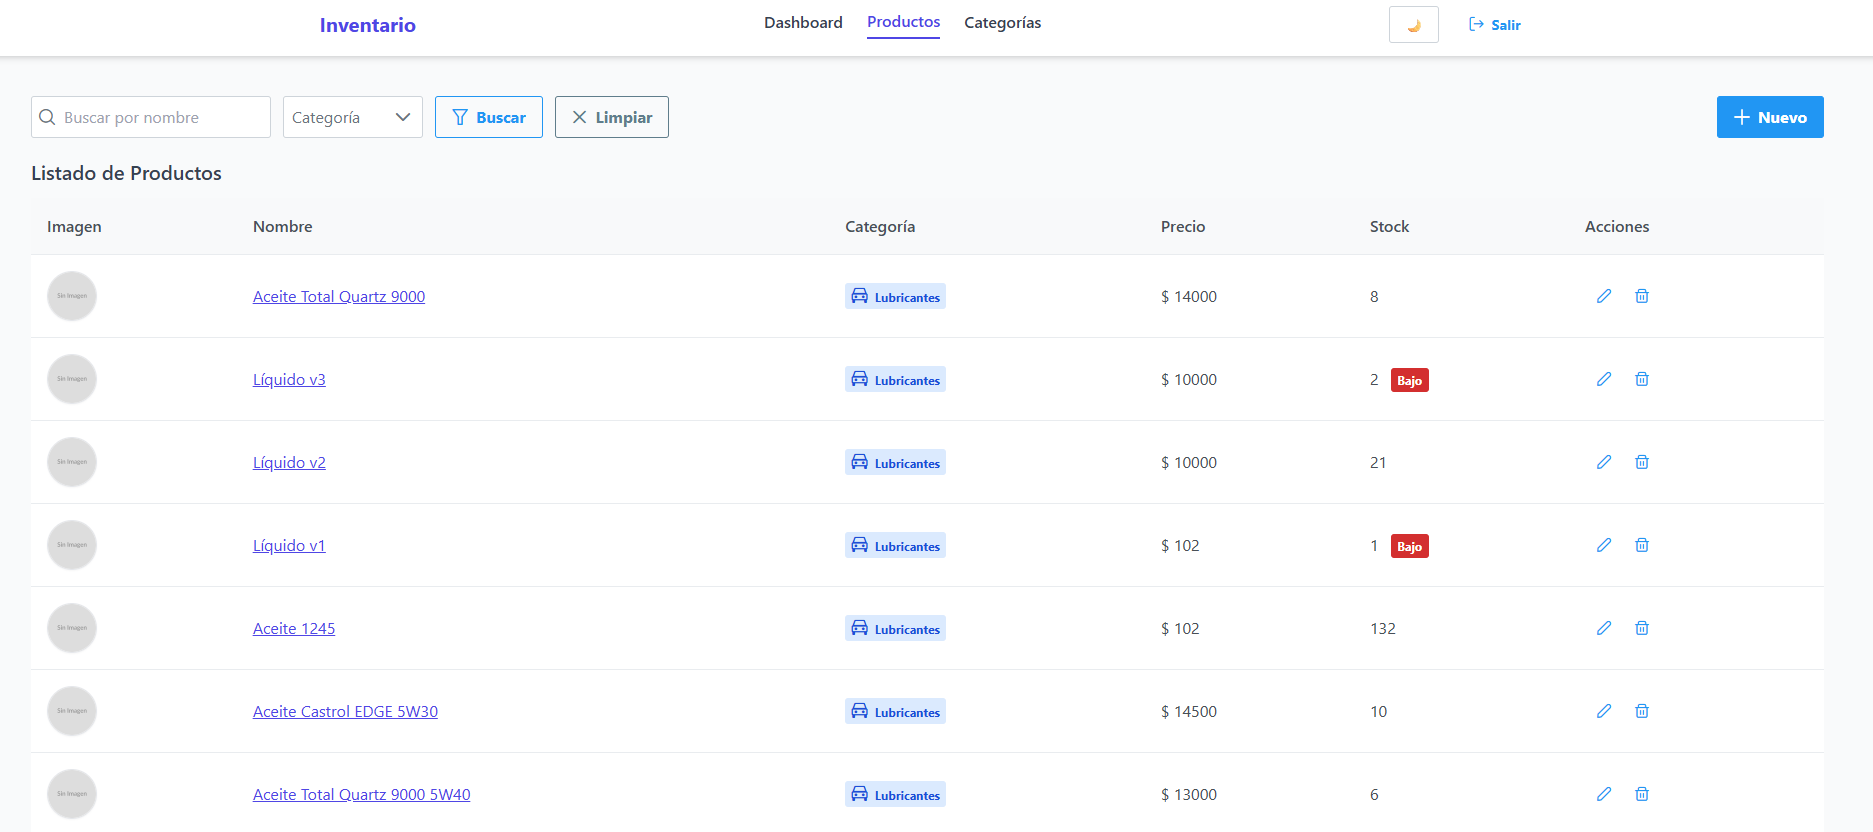 Inventario
Dashboard Productos Categorías
Salir
Buscar por nombre Categoría Buscar Limpiar Nuevo
Listado de Productos
Imagen Nombre Categoría Precio Stock Acciones
Sin Imagen Aceite Total Quartz 9000 Lubricantes $ 14000 8
Sin Imagen Líquido v3 Lubricantes $ 10000 2 Bajo
Sin Imagen Líquido v2 Lubricantes $ 10000 21
Sin Imagen Líquido v1 Lubricantes $ 102 1 Bajo
Sin Imagen Aceite 1245 Lubricantes $ 102 132
Sin Imagen Aceite Castrol EDGE 5W30 Lubricantes $ 14500 10
Sin Imagen Aceite Total Quartz 9000 5W40 Lubricantes $ 13000 6